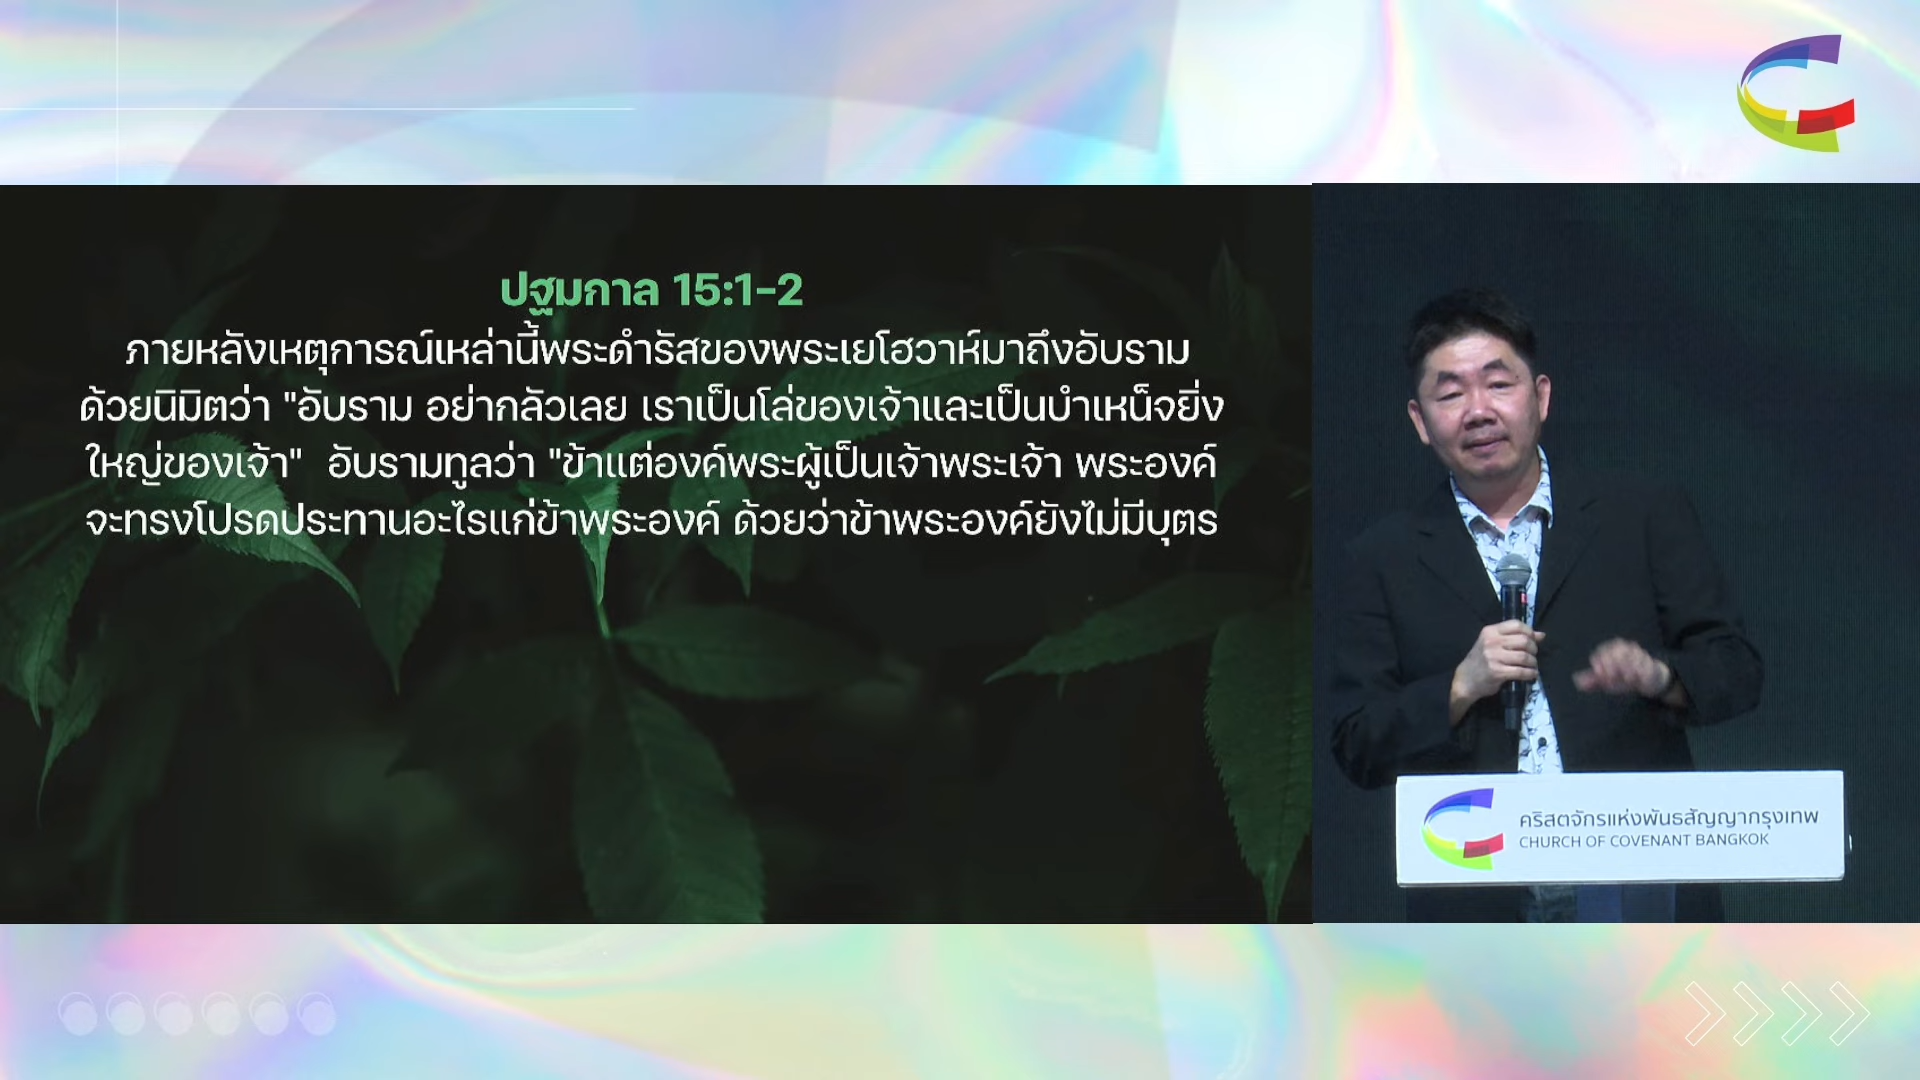 ปฐมกาล 15:1-2
ภายหลังเหตุการณ์เหล่านี้พระดำรัสของพระเยโฮวาห์มาถึงอับราม
ด้วยนิมิตว่า "อับราม อย่ากลัวเลย เราเป็นโล่ของเจ้าและเป็นบำเหน็จยิ่ง
ใหญ่ของเจ้า"  อับรามทูลว่า "ข้าแต่องค์พระผู้เป็นเจ้าพระเจ้า พระองค์
จะทรงโปรดประทานอะไรแก่ข้าพระองค์ ด้วยว่าข้าพระองค์ยังไม่มีบุตร
คริสตจักรแห่งพันธสัญญากรุงเทพ
CHURCH OF COVENANT BANGKOK